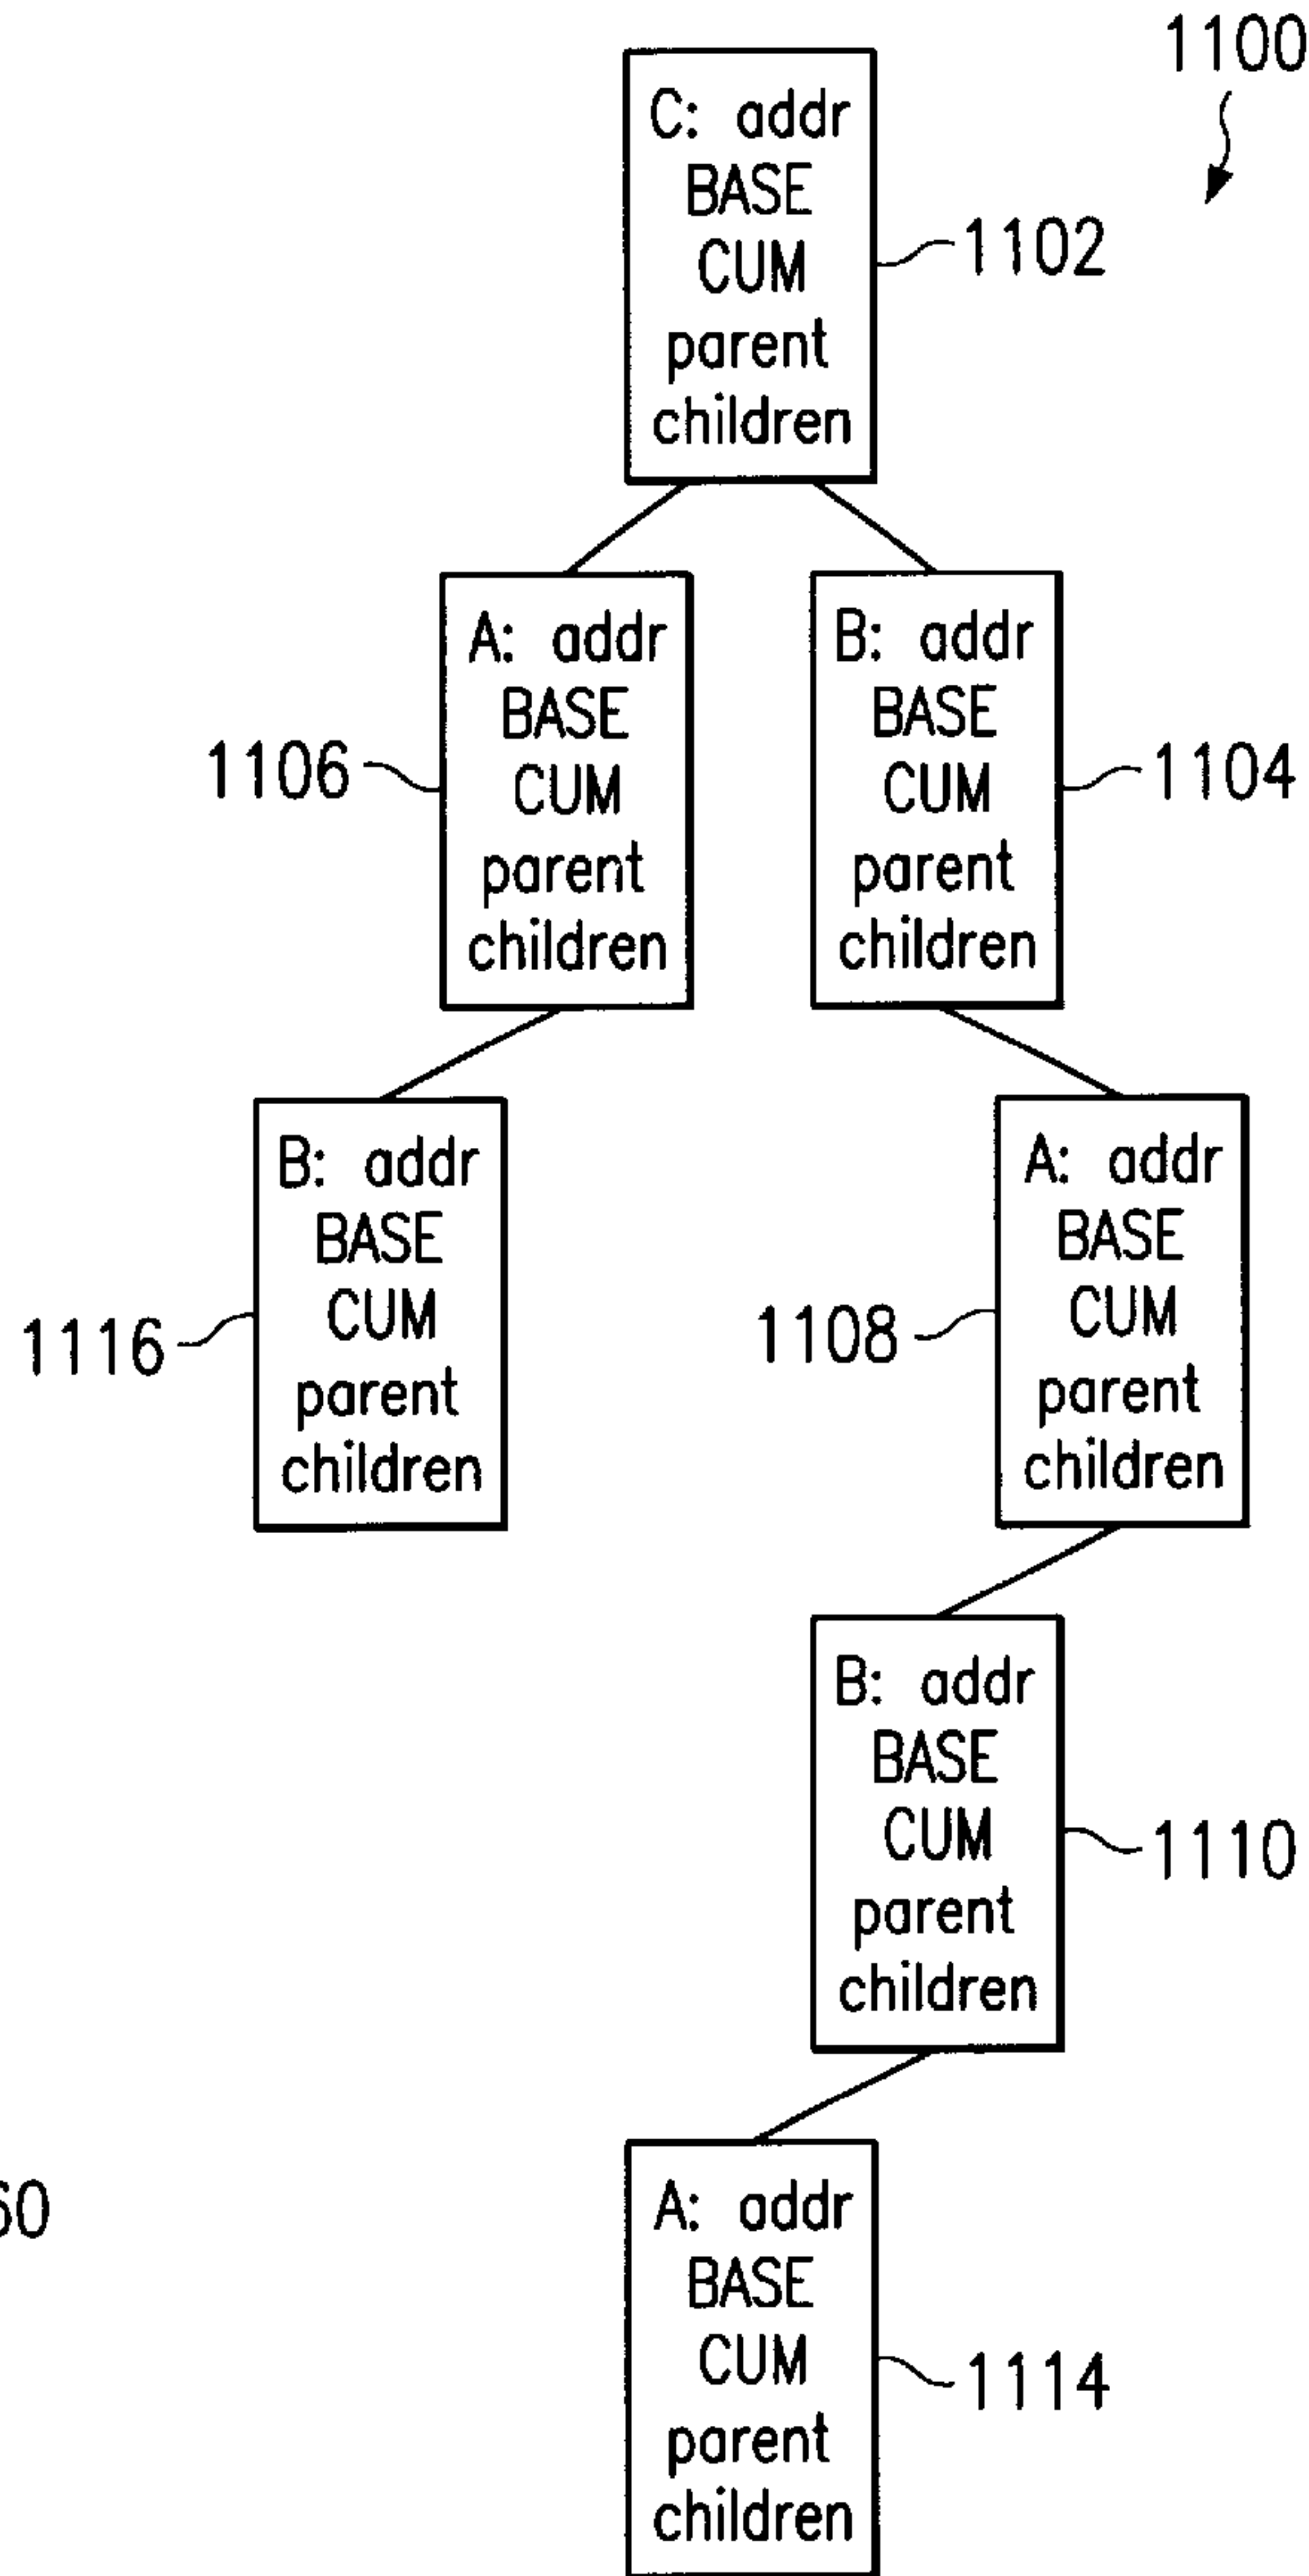 1100
C: addr
BASE
CUM
parent
children
1102
A: addr
BASE
CUM
parent
children
1106
B: addr
BASE
CUM
parent
children
1104
B: addr
BASE
CUM
parent
children
1116
A: addr
BASE
CUM
parent
children
1108
B: addr
BASE
CUM
parent
children
1110
60
A: addr
BASE
CUM
parent
children
1114